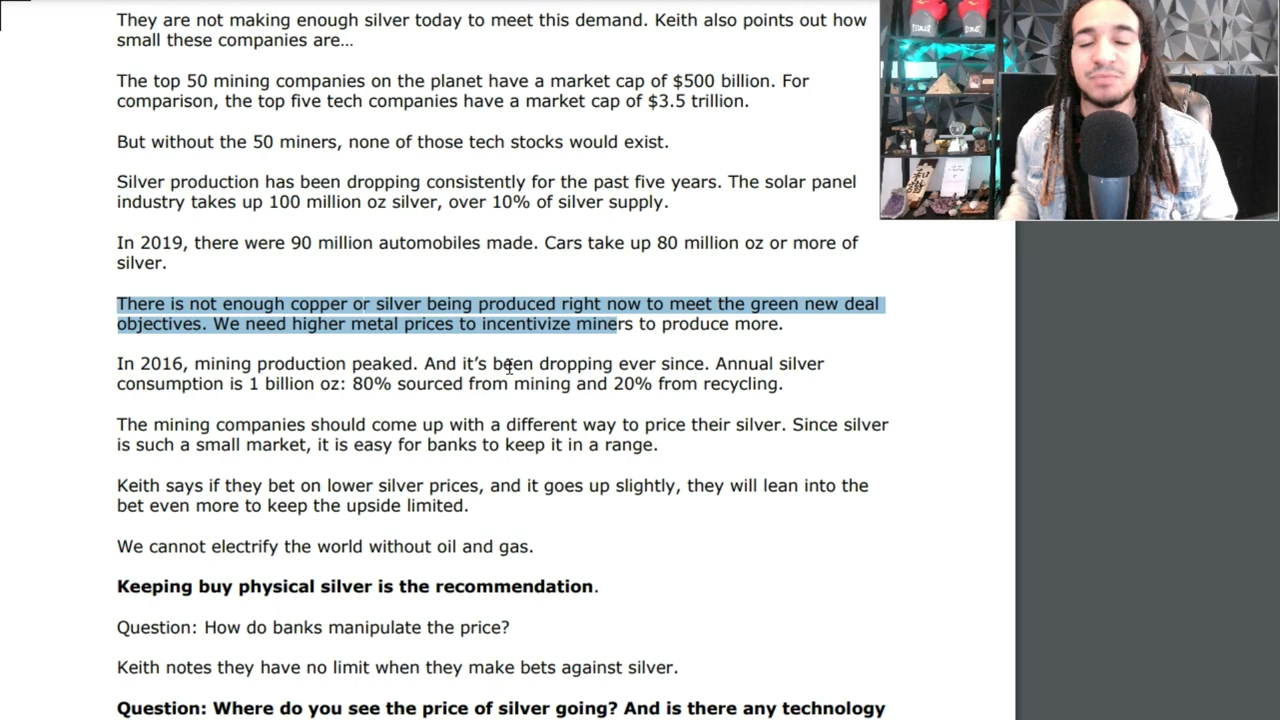 They are not making enough silver today to meet this demand. Keith also points out how
small these companies are…
The top 50 mining companies on the planet have a market cap of $500 billion. For
comparison, the top five tech companies have a market cap of $3.5 trillion.
But without the 50 miners, none of those tech stocks would exist.
Silver production has been dropping consistently for the past five years. The solar panel
industry takes up 100 million oz silver, over 10% of silver supply.
In 2019, there were 90 million automobiles made. Cars take up 80 million oz or more of
silver.
There is not enough copper or silver being produced right now to meet the green new deal
objectives. We need higher metal prices to incentivize miners to produce more.
In 2016, mining production peaked. And it’s been dropping ever since. Annual silver
consumption is 1 billion oz: 80% sourced from mining and 20% from recycling.
The mining companies should come up with a different way to price their silver. Since silver
is such a small market, it is easy for banks to keep it in a range.
Keith says if they bet on lower silver prices, and it goes up slightly, they will lean into the
bet even more to keep the upside limited.
We cannot electrify the world without oil and gas.
Keeping buy physical silver is the recommendation.
Question: How do banks manipulate the price?
Keith notes they have no limit when they make bets against silver.
Question: Where do you see the price of silver going? And is there any technology